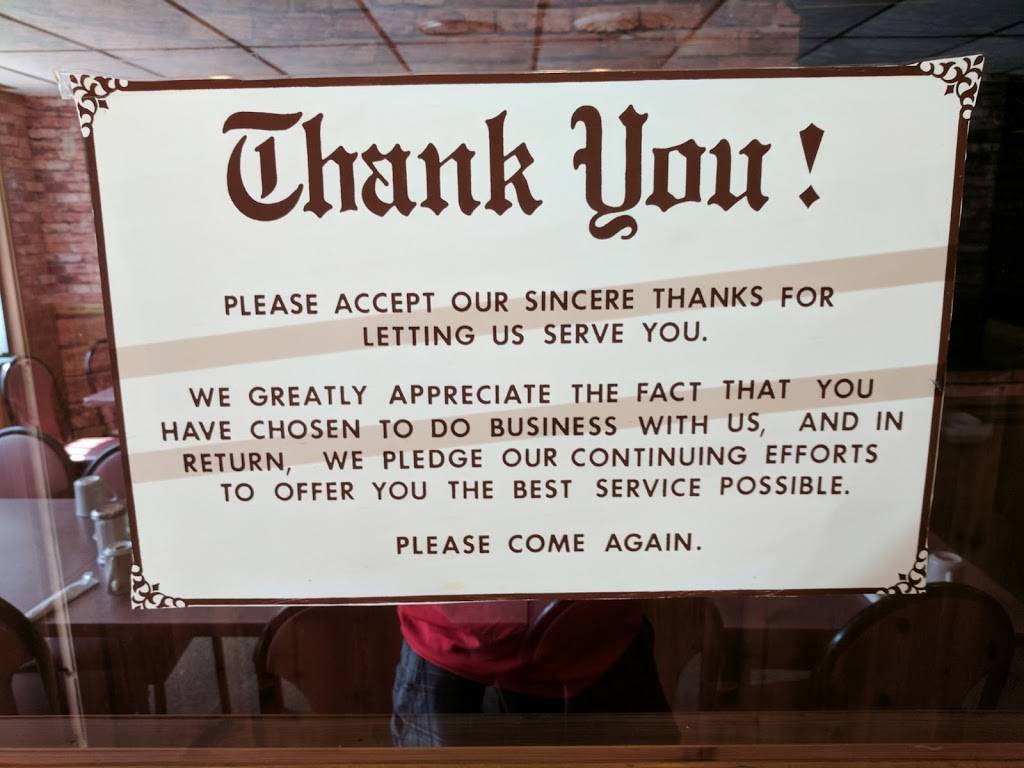 Thank You!
PLEASE ACCEPT OUR SINCERE THANKS FOR
LETTING US SERVE YOU.
WE GREATLY APPRECIATE THE FACT THAT YOU
HAVE CHOSEN TO DO BUSINESS WITH US, AND IN
RETURN, WE PLEDGE OUR CONTINUING EFFORTS
TO OFFER YOU THE BEST SERVICE POSSIBLE.
PLEASE COME AGAIN.